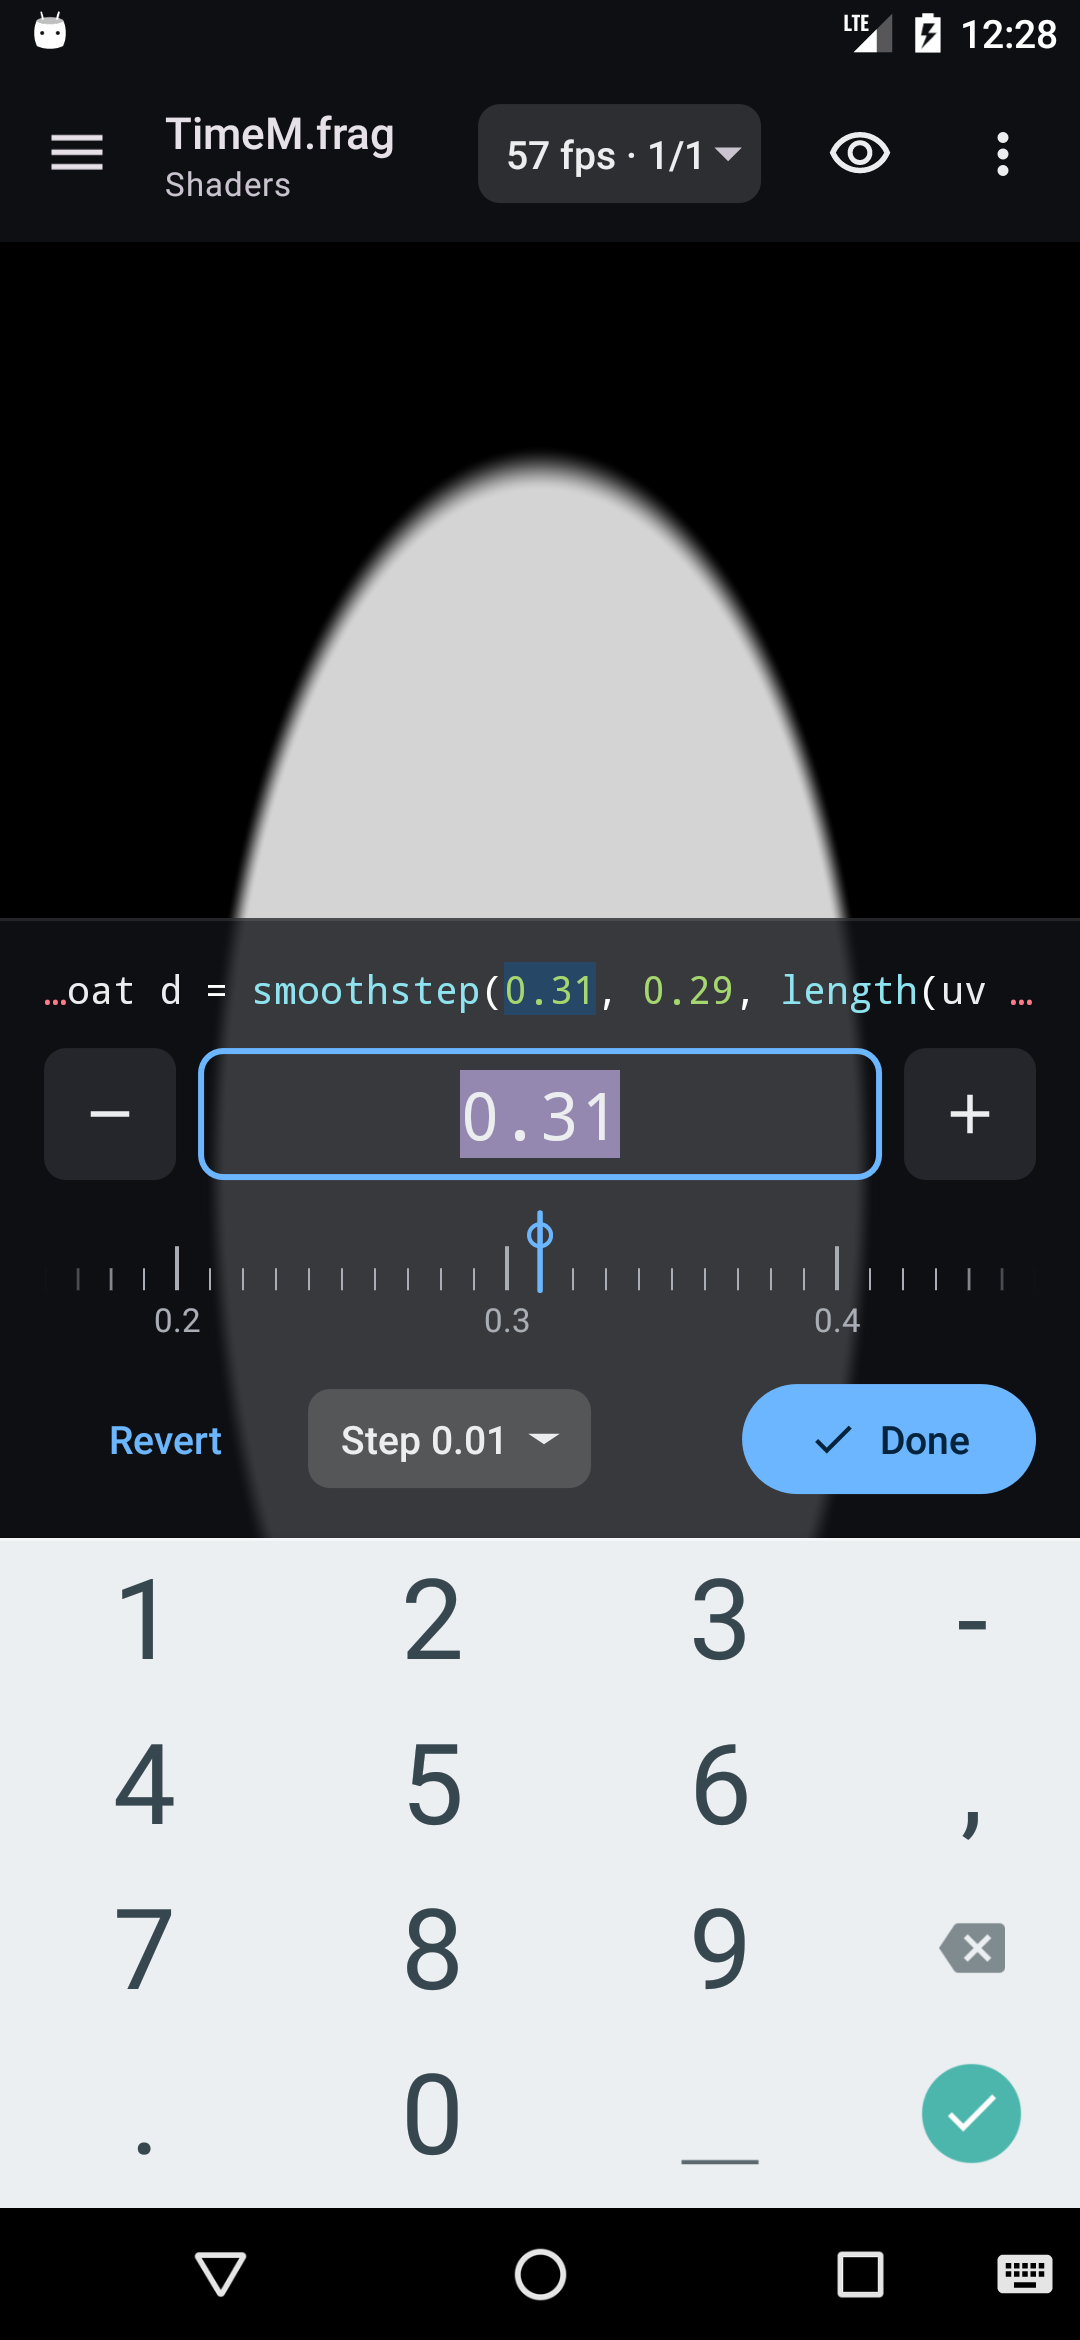 LTE 12:28
TimeM.frag
Shaders
57 fps · 1/1
…oat d = smoothstep(0.31, 0.29, length(uv …
− 0.31 +
0.2 0.3 0.4
Revert Step 0.01 Done
1 2 3 -
4 5 6 ,
7 8 9
. 0